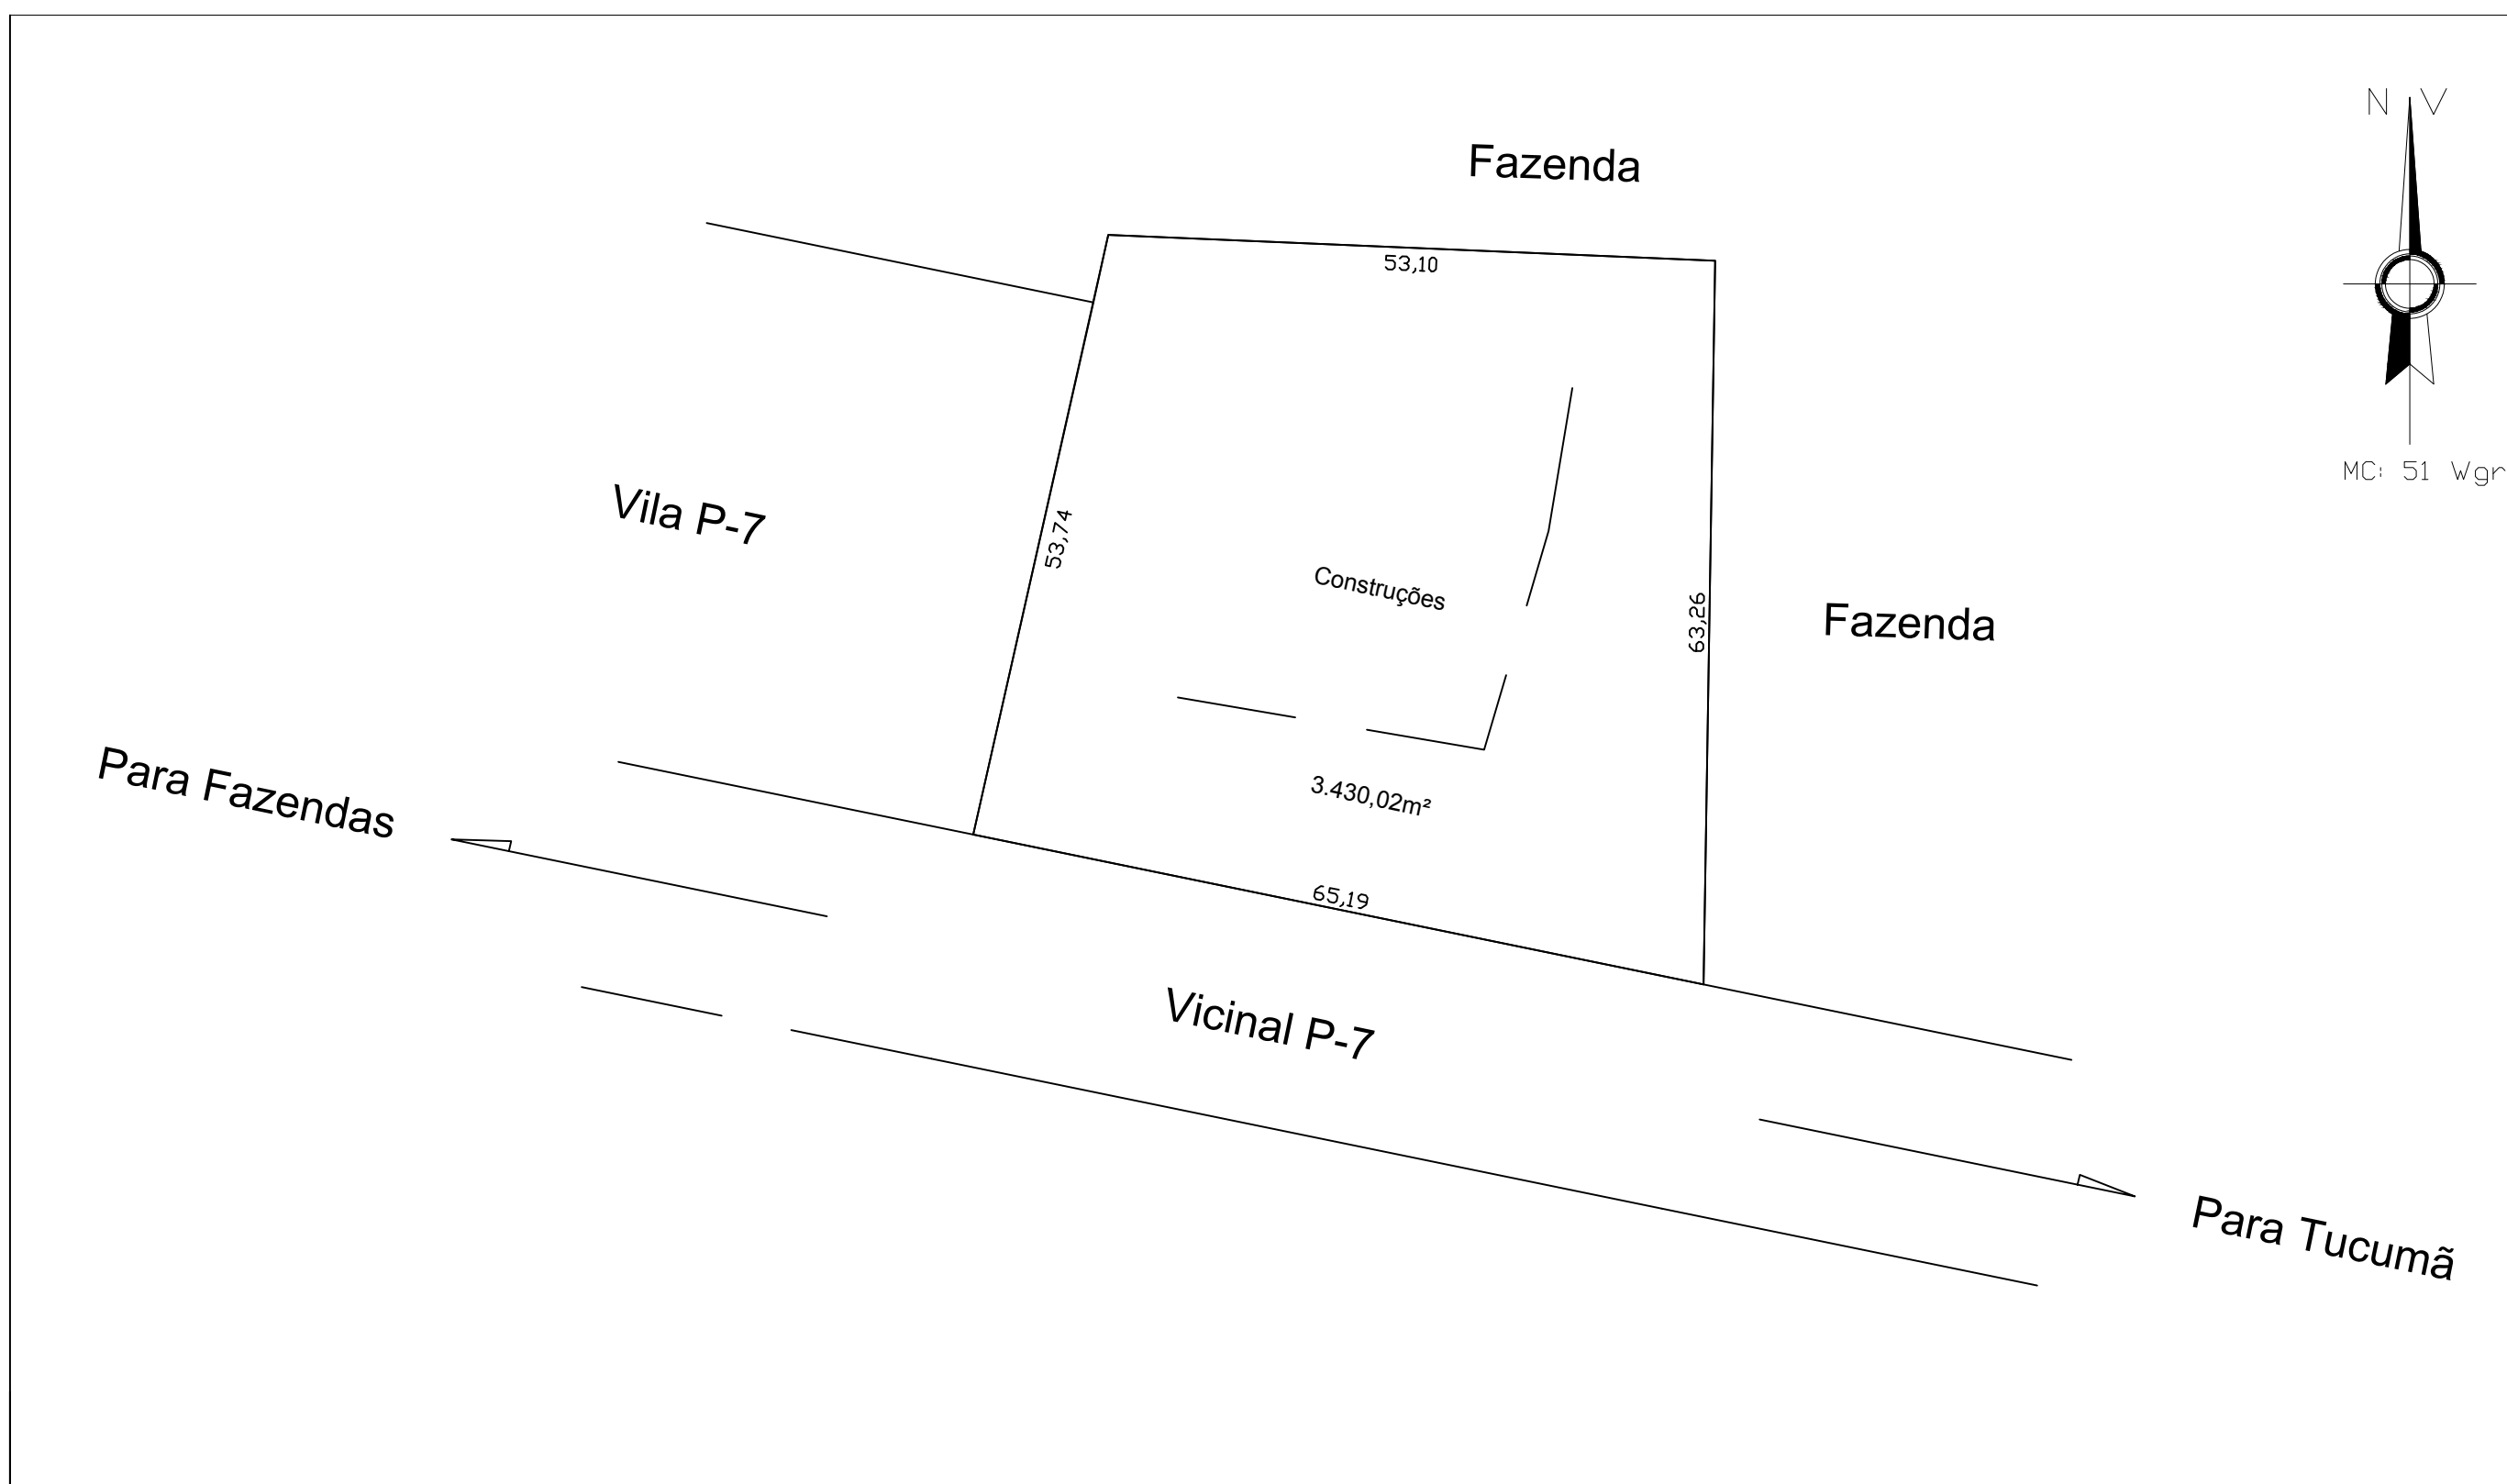 N V
Fazenda
53,10
MC: 51 Wgr
Vila P-7
53,74
Construções
63,26
Fazenda
Para Fazendas
3.430,02m²
65,19
Vicinal P-7
Para Tucumã